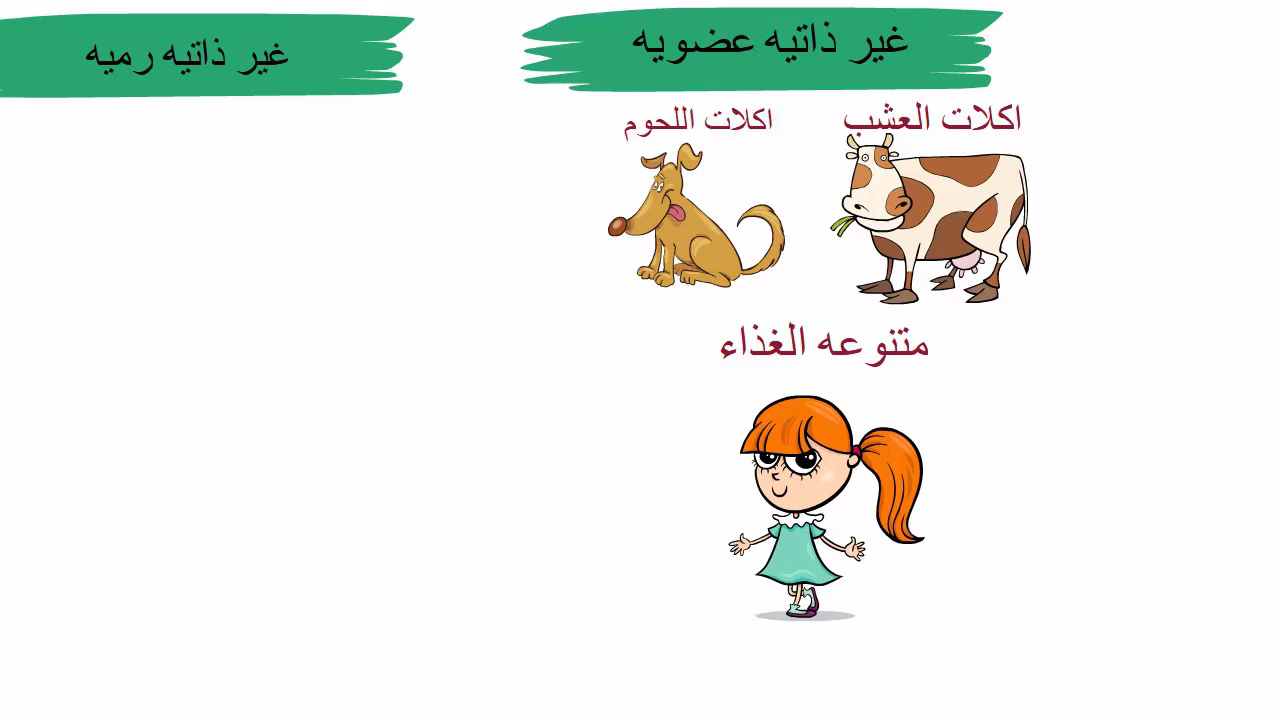 غير ذاتيه عضويه
غير ذاتيه رميه
اكلات العشب
اكلات اللحوم
متنوعه الغذاء